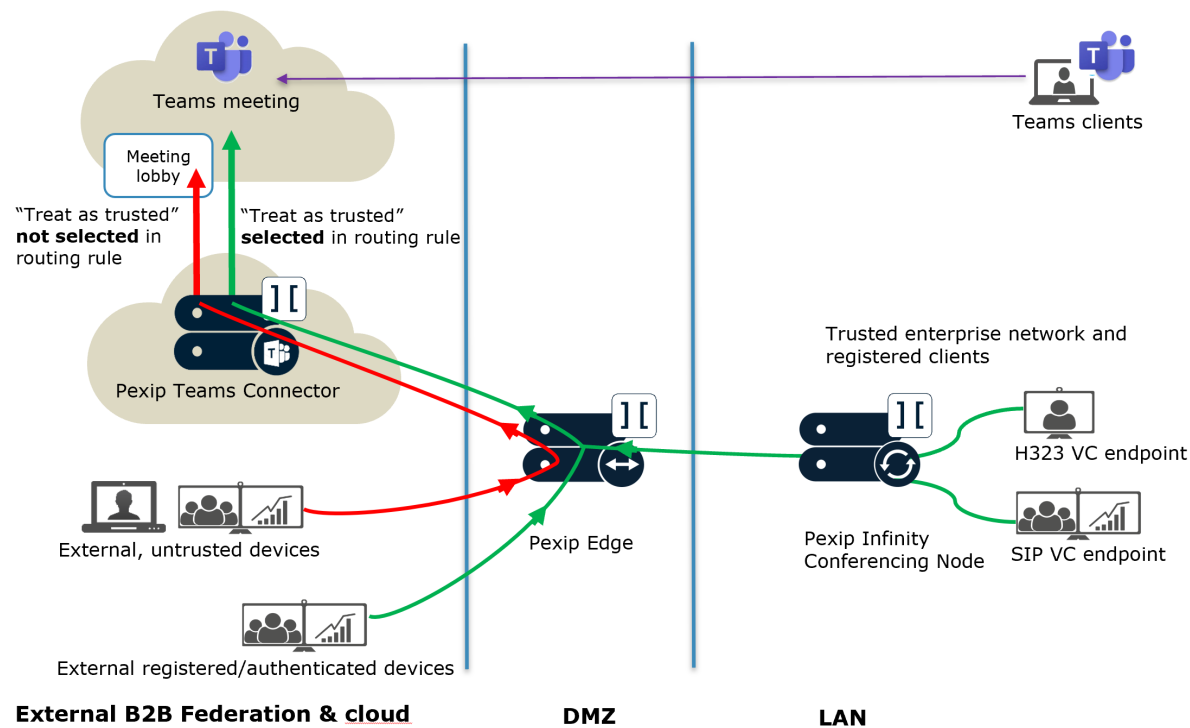 Teams meeting
Teams clients
Meeting
lobby
“Treat as trusted”
not selected in
routing rule
“Treat as trusted”
selected in routing rule
Pexip Teams Connector
Trusted enterprise network and
registered clients
H323 VC endpoint
External, untrusted devices
Pexip Edge
Pexip Infinity
Conferencing Node
SIP VC endpoint
External registered/authenticated devices
External B2B Federation & cloud
DMZ
LAN